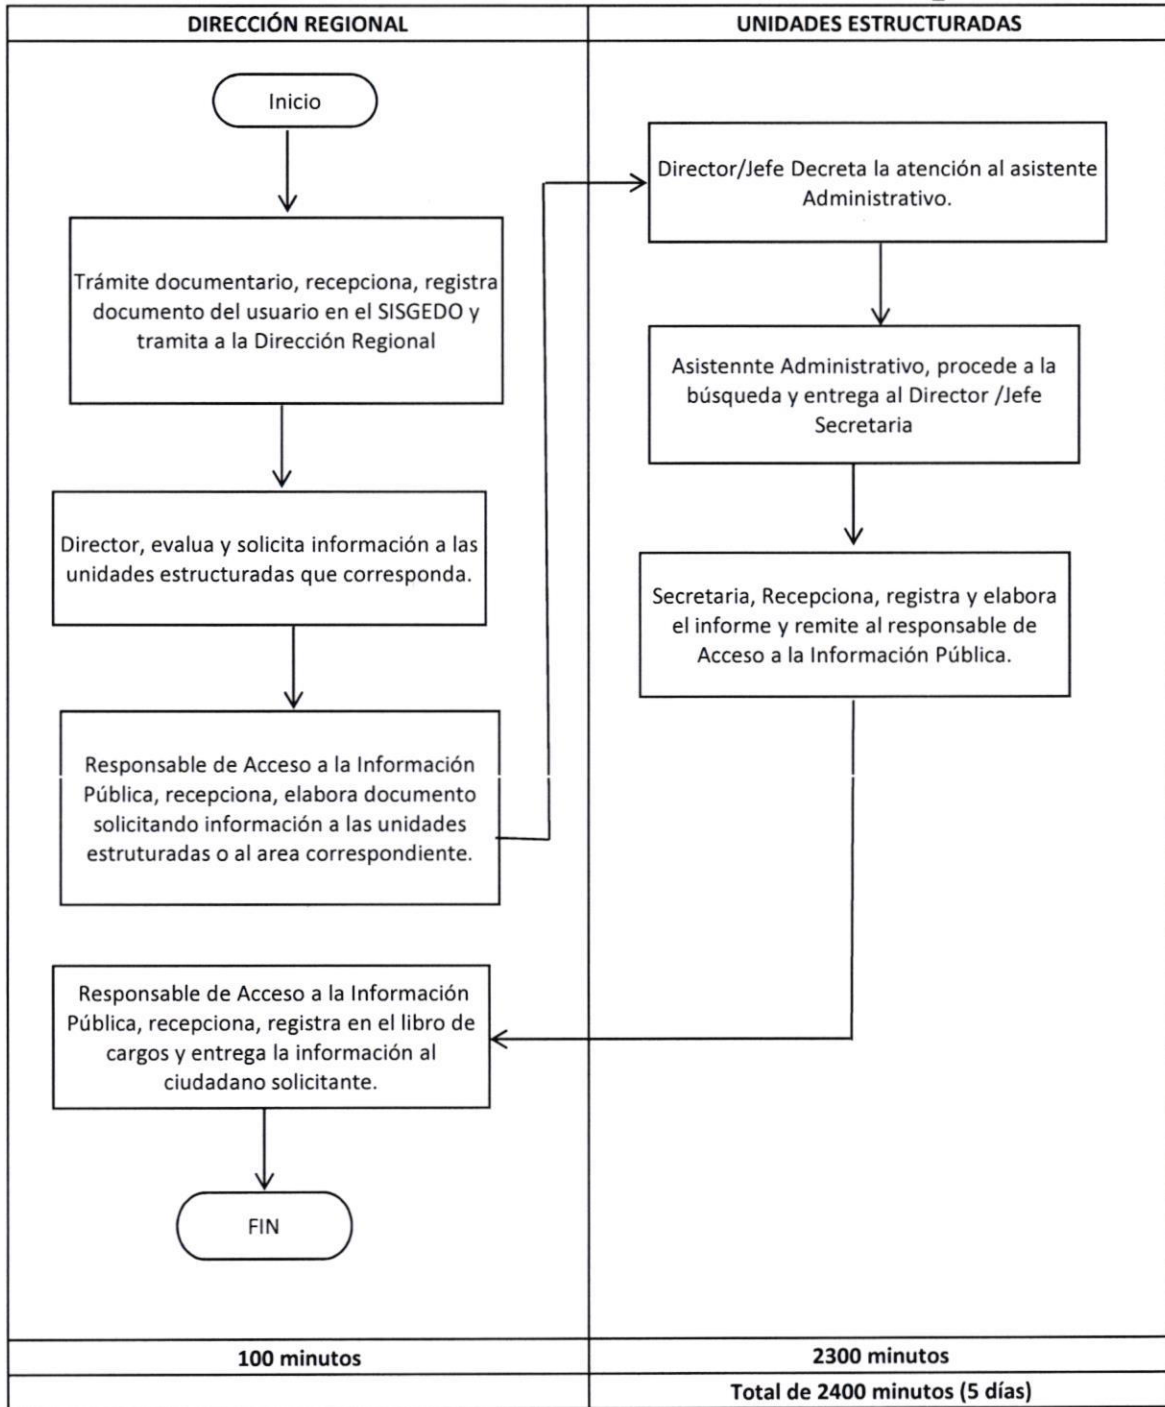 DIRECCIÓN REGIONAL
UNIDADES ESTRUCTURADAS
Inicio
Trámite documentario, recepciona, registra
documento del usuario en el SISGEDO y
tramita a la Dirección Regional
Director, evalua y solicita información a las
unidades estructuradas que corresponda.
Responsable de Acceso a la Información
Pública, recepciona, elabora documento
solicitando información a las unidades
estruturadas o al area correspondiente.
Director/Jefe Decreta la atención al asistente
Administrativo.
Asistennte Administrativo, procede a la
búsqueda y entrega al Director /Jefe
Secretaria
Secretaria, Recepciona, registra y elabora
el informe y remite al responsable de
Acceso a la Información Pública.
Responsable de Acceso a la Información
Pública, recepciona, registra en el libro de
cargos y entrega la información al
ciudadano solicitante.
FIN
100 minutos
2300 minutos
Total de 2400 minutos (5 días)